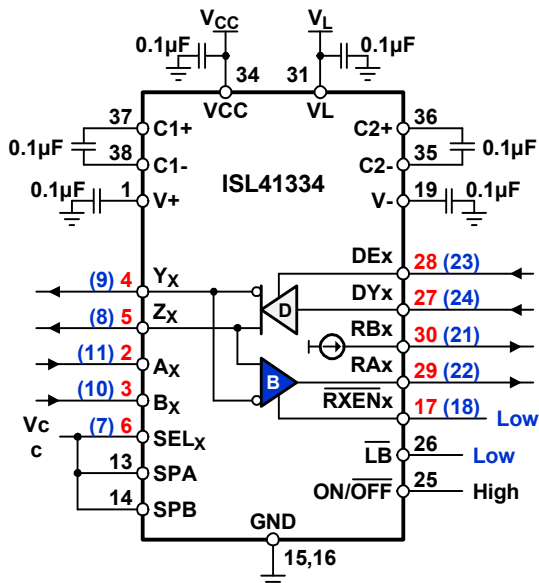 VCC VL
0.1µF 0.1µF
34 31
VCC VL
37 C1+ C2+ 36
0.1µF 0.1µF
38 C1- C2- 35
ISL41334
0.1µF 1 V+ V- 19 0.1µF
DEx 28 (23)
(9) 4 YX
D DYx 27 (24)
(8) 5 ZX
RBx 30 (21)
(11) 2 AX
B RAx 29 (22)
(10) 3 BX
RXENx 17 (18) Low
Vc
c
(7) 6 SELX
LB 26 Low
13 SPA
ON/OFF 25 High
14 SPB
GND
15,16